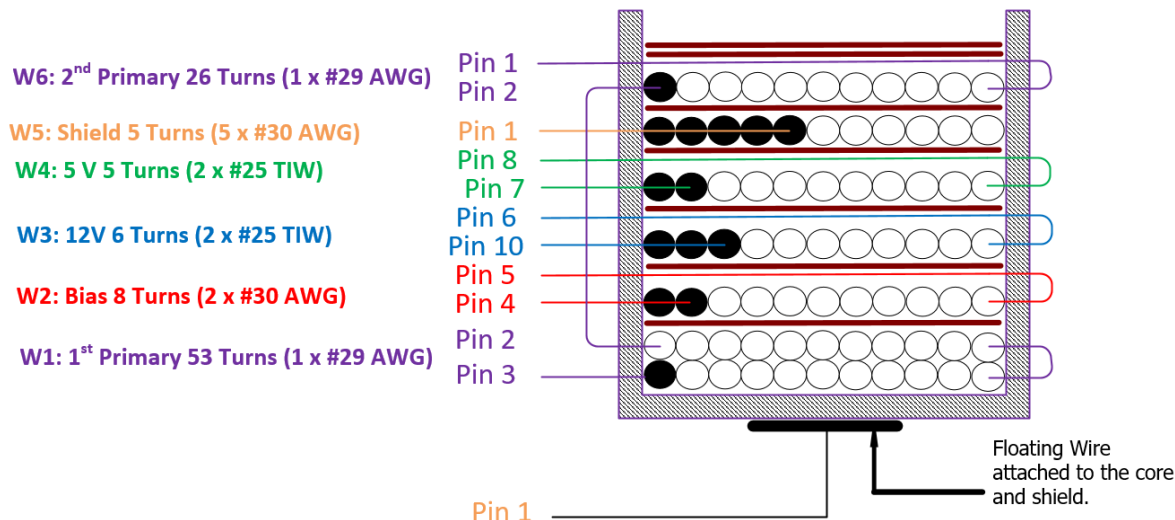 W6: 2nd Primary 26 Turns (1 x #29 AWG)
Pin 1
Pin 2
W5: Shield 5 Turns (5 x #30 AWG)
Pin 1
W4: 5 V 5 Turns (2 x #25 TIW)
Pin 8
Pin 7
W3: 12V 6 Turns (2 x #25 TIW)
Pin 6
Pin 10
W2: Bias 8 Turns (2 x #30 AWG)
Pin 5
Pin 4
W1: 1st Primary 53 Turns (1 x #29 AWG)
Pin 2
Pin 3
Floating Wire
attached to the core
and shield.
Pin 1